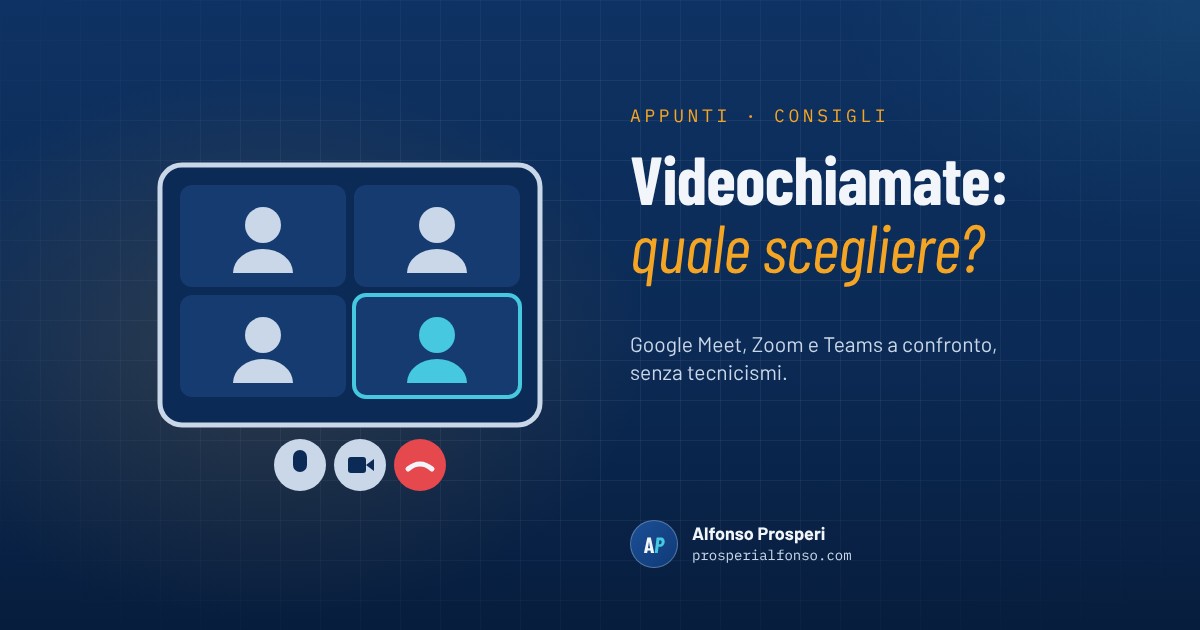 APPUNTI · CONSIGLI
Videochiamate:
quale scegliere?
Google Meet, Zoom e Teams a confronto,
senza tecnicismi.
AP
Alfonso Prosperi
prosperialfonso.com